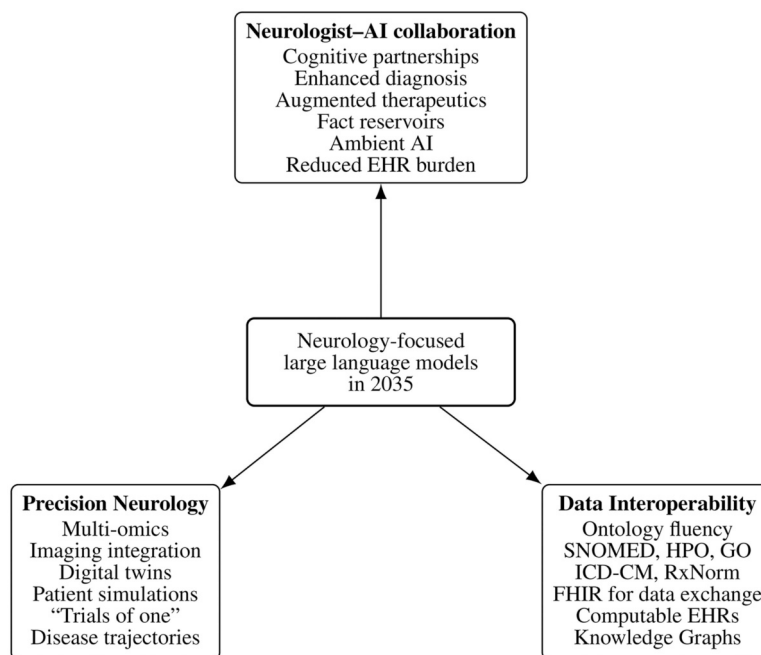 Neurologist–AI collaboration
Cognitive partnerships
Enhanced diagnosis
Augmented therapeutics
Fact reservoirs
Ambient AI
Reduced EHR burden
Neurology-focused
large language models
in 2035
Precision Neurology
Multi-omics
Imaging integration
Digital twins
Patient simulations
“Trials of one”
Disease trajectories
Data Interoperability
Ontology fluency
SNOMED, HPO, GO
ICD-CM, RxNorm
FHIR for data exchange
Computable EHRs
Knowledge Graphs